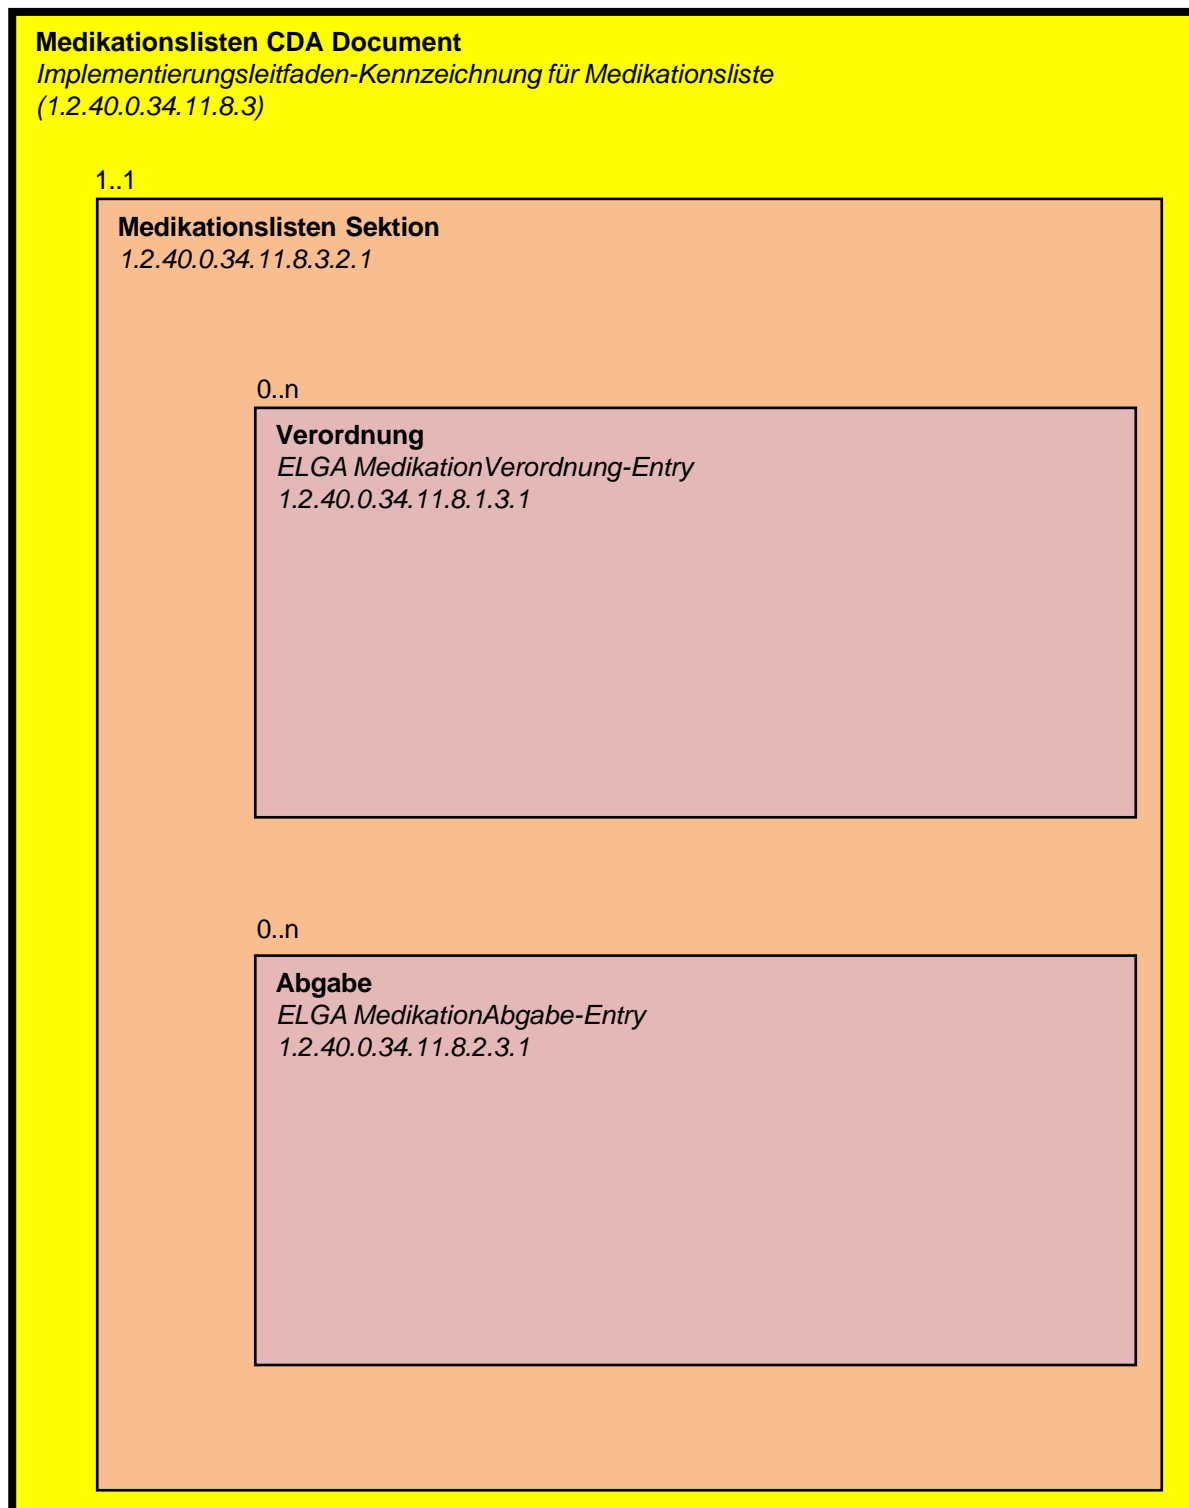 Medikationslisten CDA Document
Implementierungsleitfaden-Kennzeichnung für Medikationsliste
(1.2.40.0.34.11.8.3)
1..1
Medikationslisten Sektion
1.2.40.0.34.11.8.3.2.1
0..n
Verordnung
ELGA MedikationVerordnung-Entry
1.2.40.0.34.11.8.1.3.1
0..n
Abgabe
ELGA MedikationAbgabe-Entry
1.2.40.0.34.11.8.2.3.1